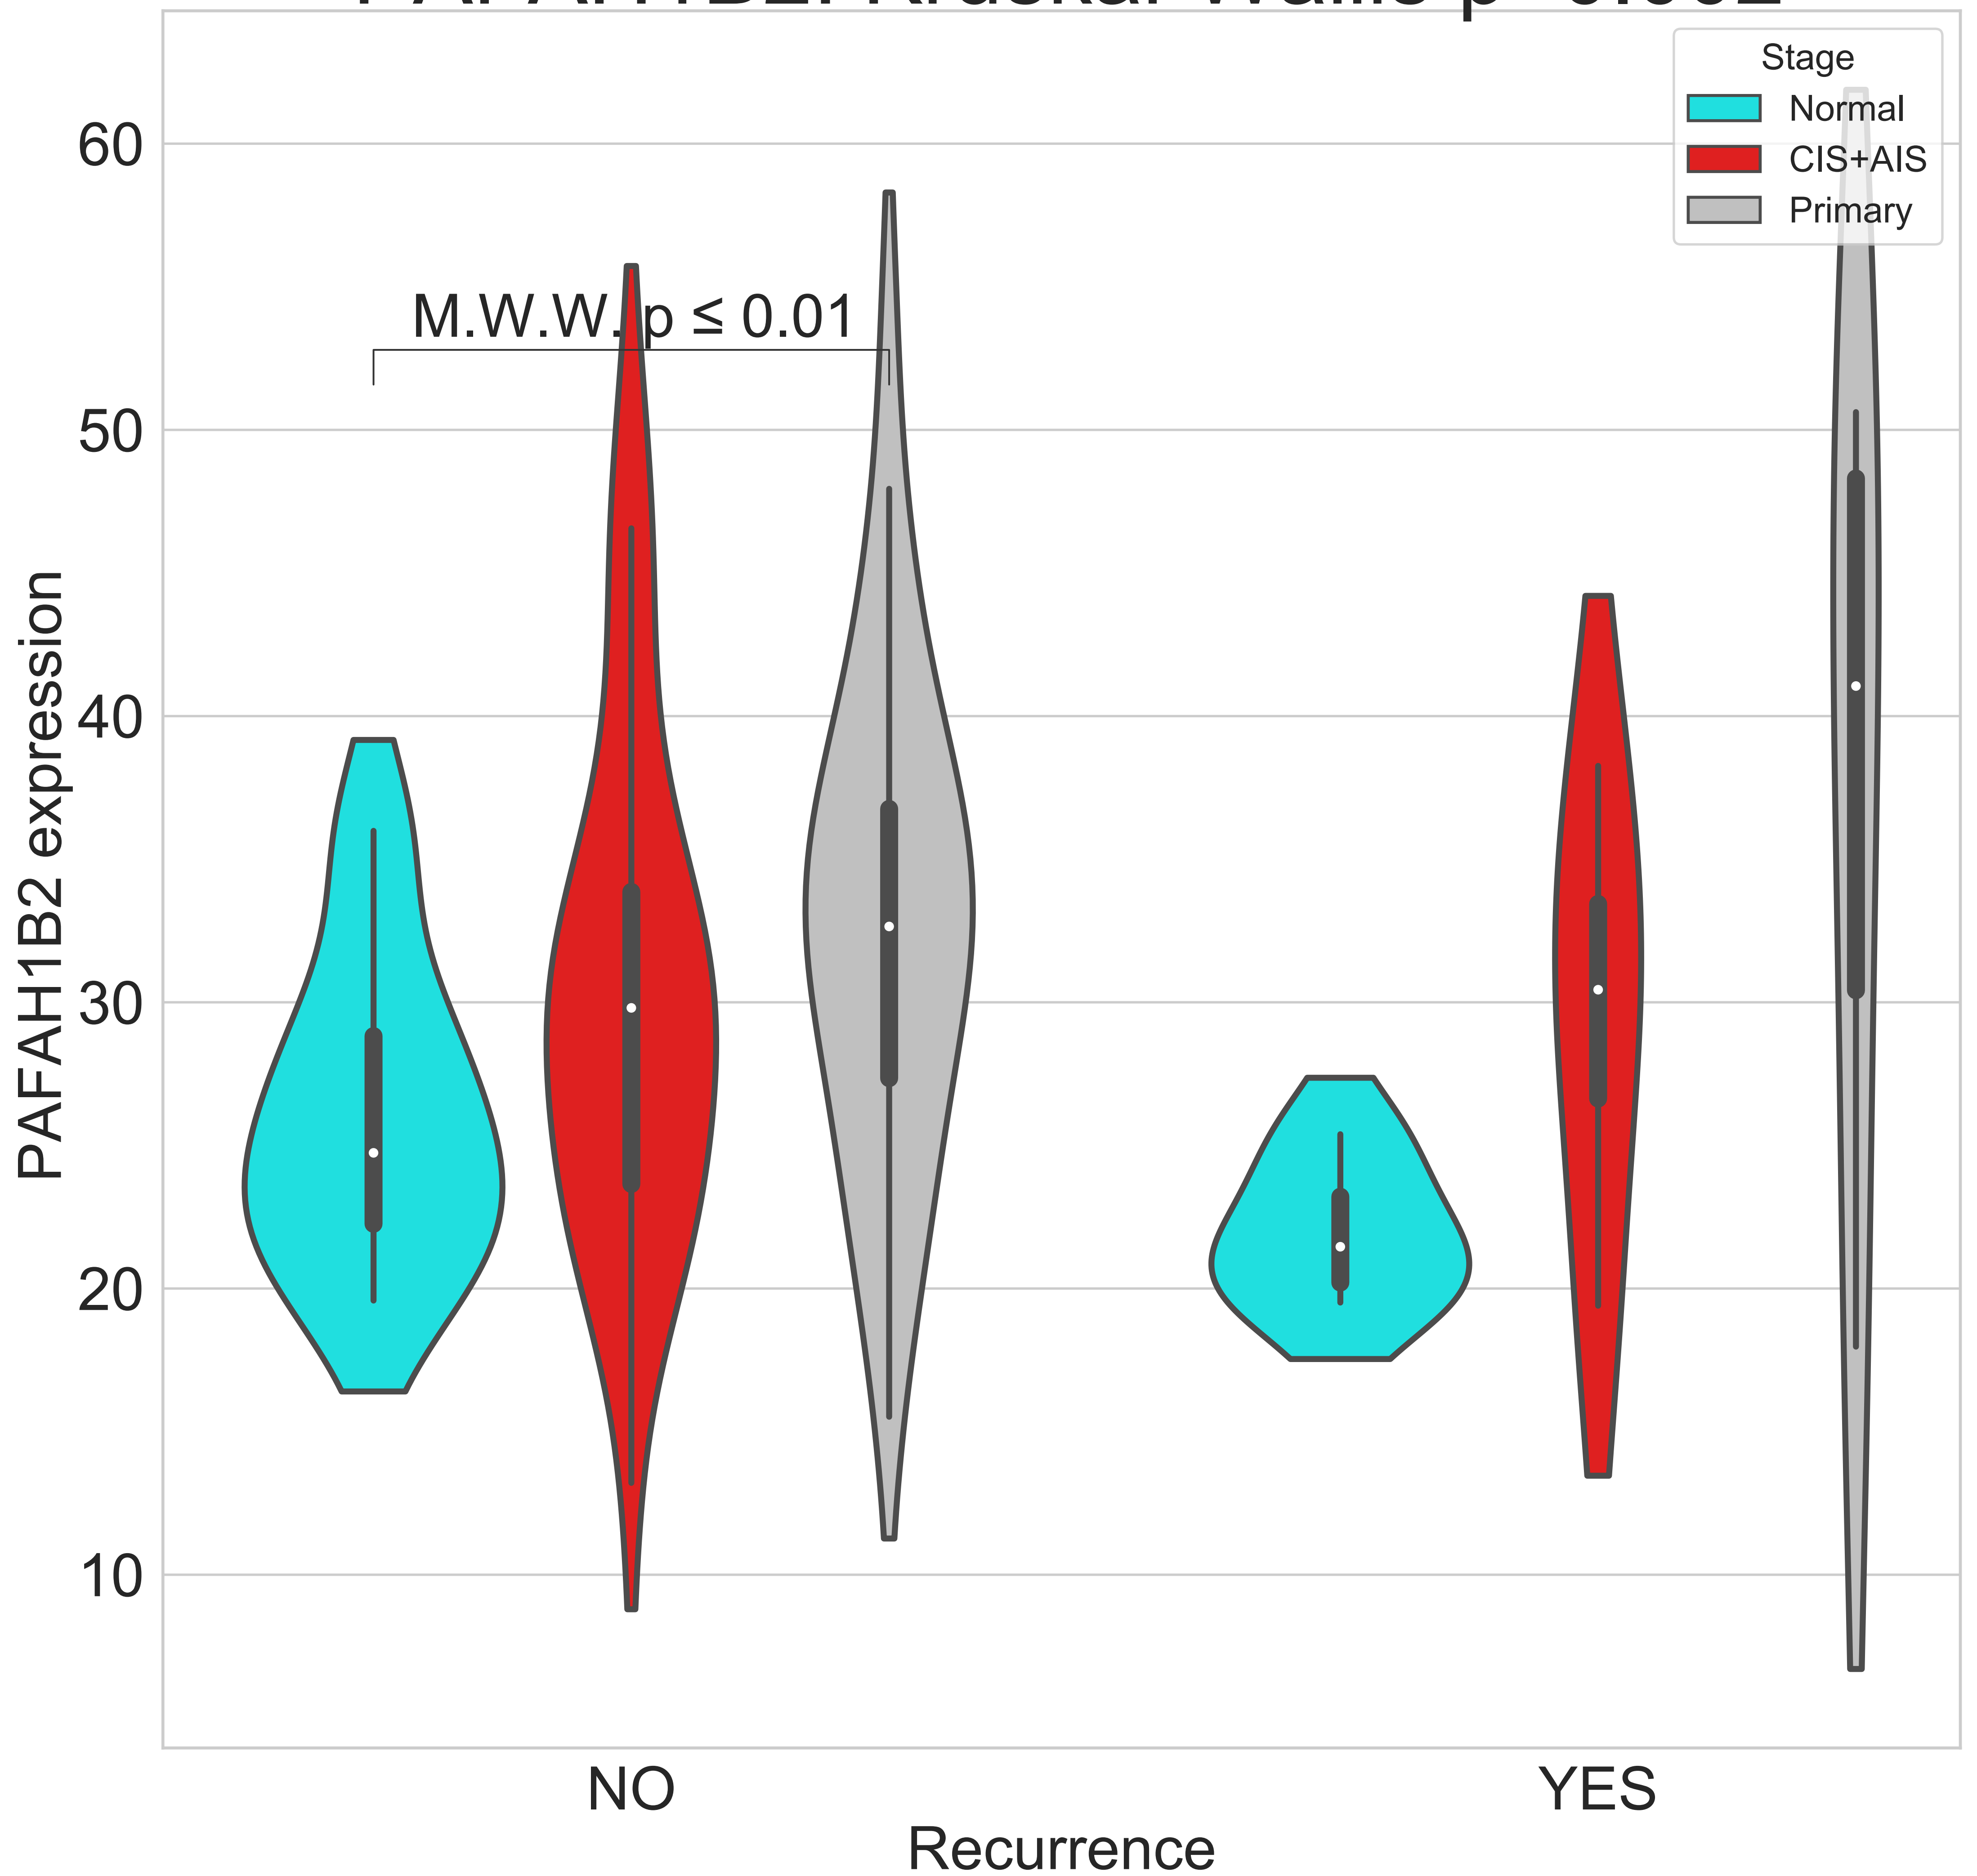 Stage
Normal
CIS+AIS
Primary
M.W.W. p ≤ 0.01
60
50
40
30
20
10
PAFAH1B2 expression
NO
YES
Recurrence